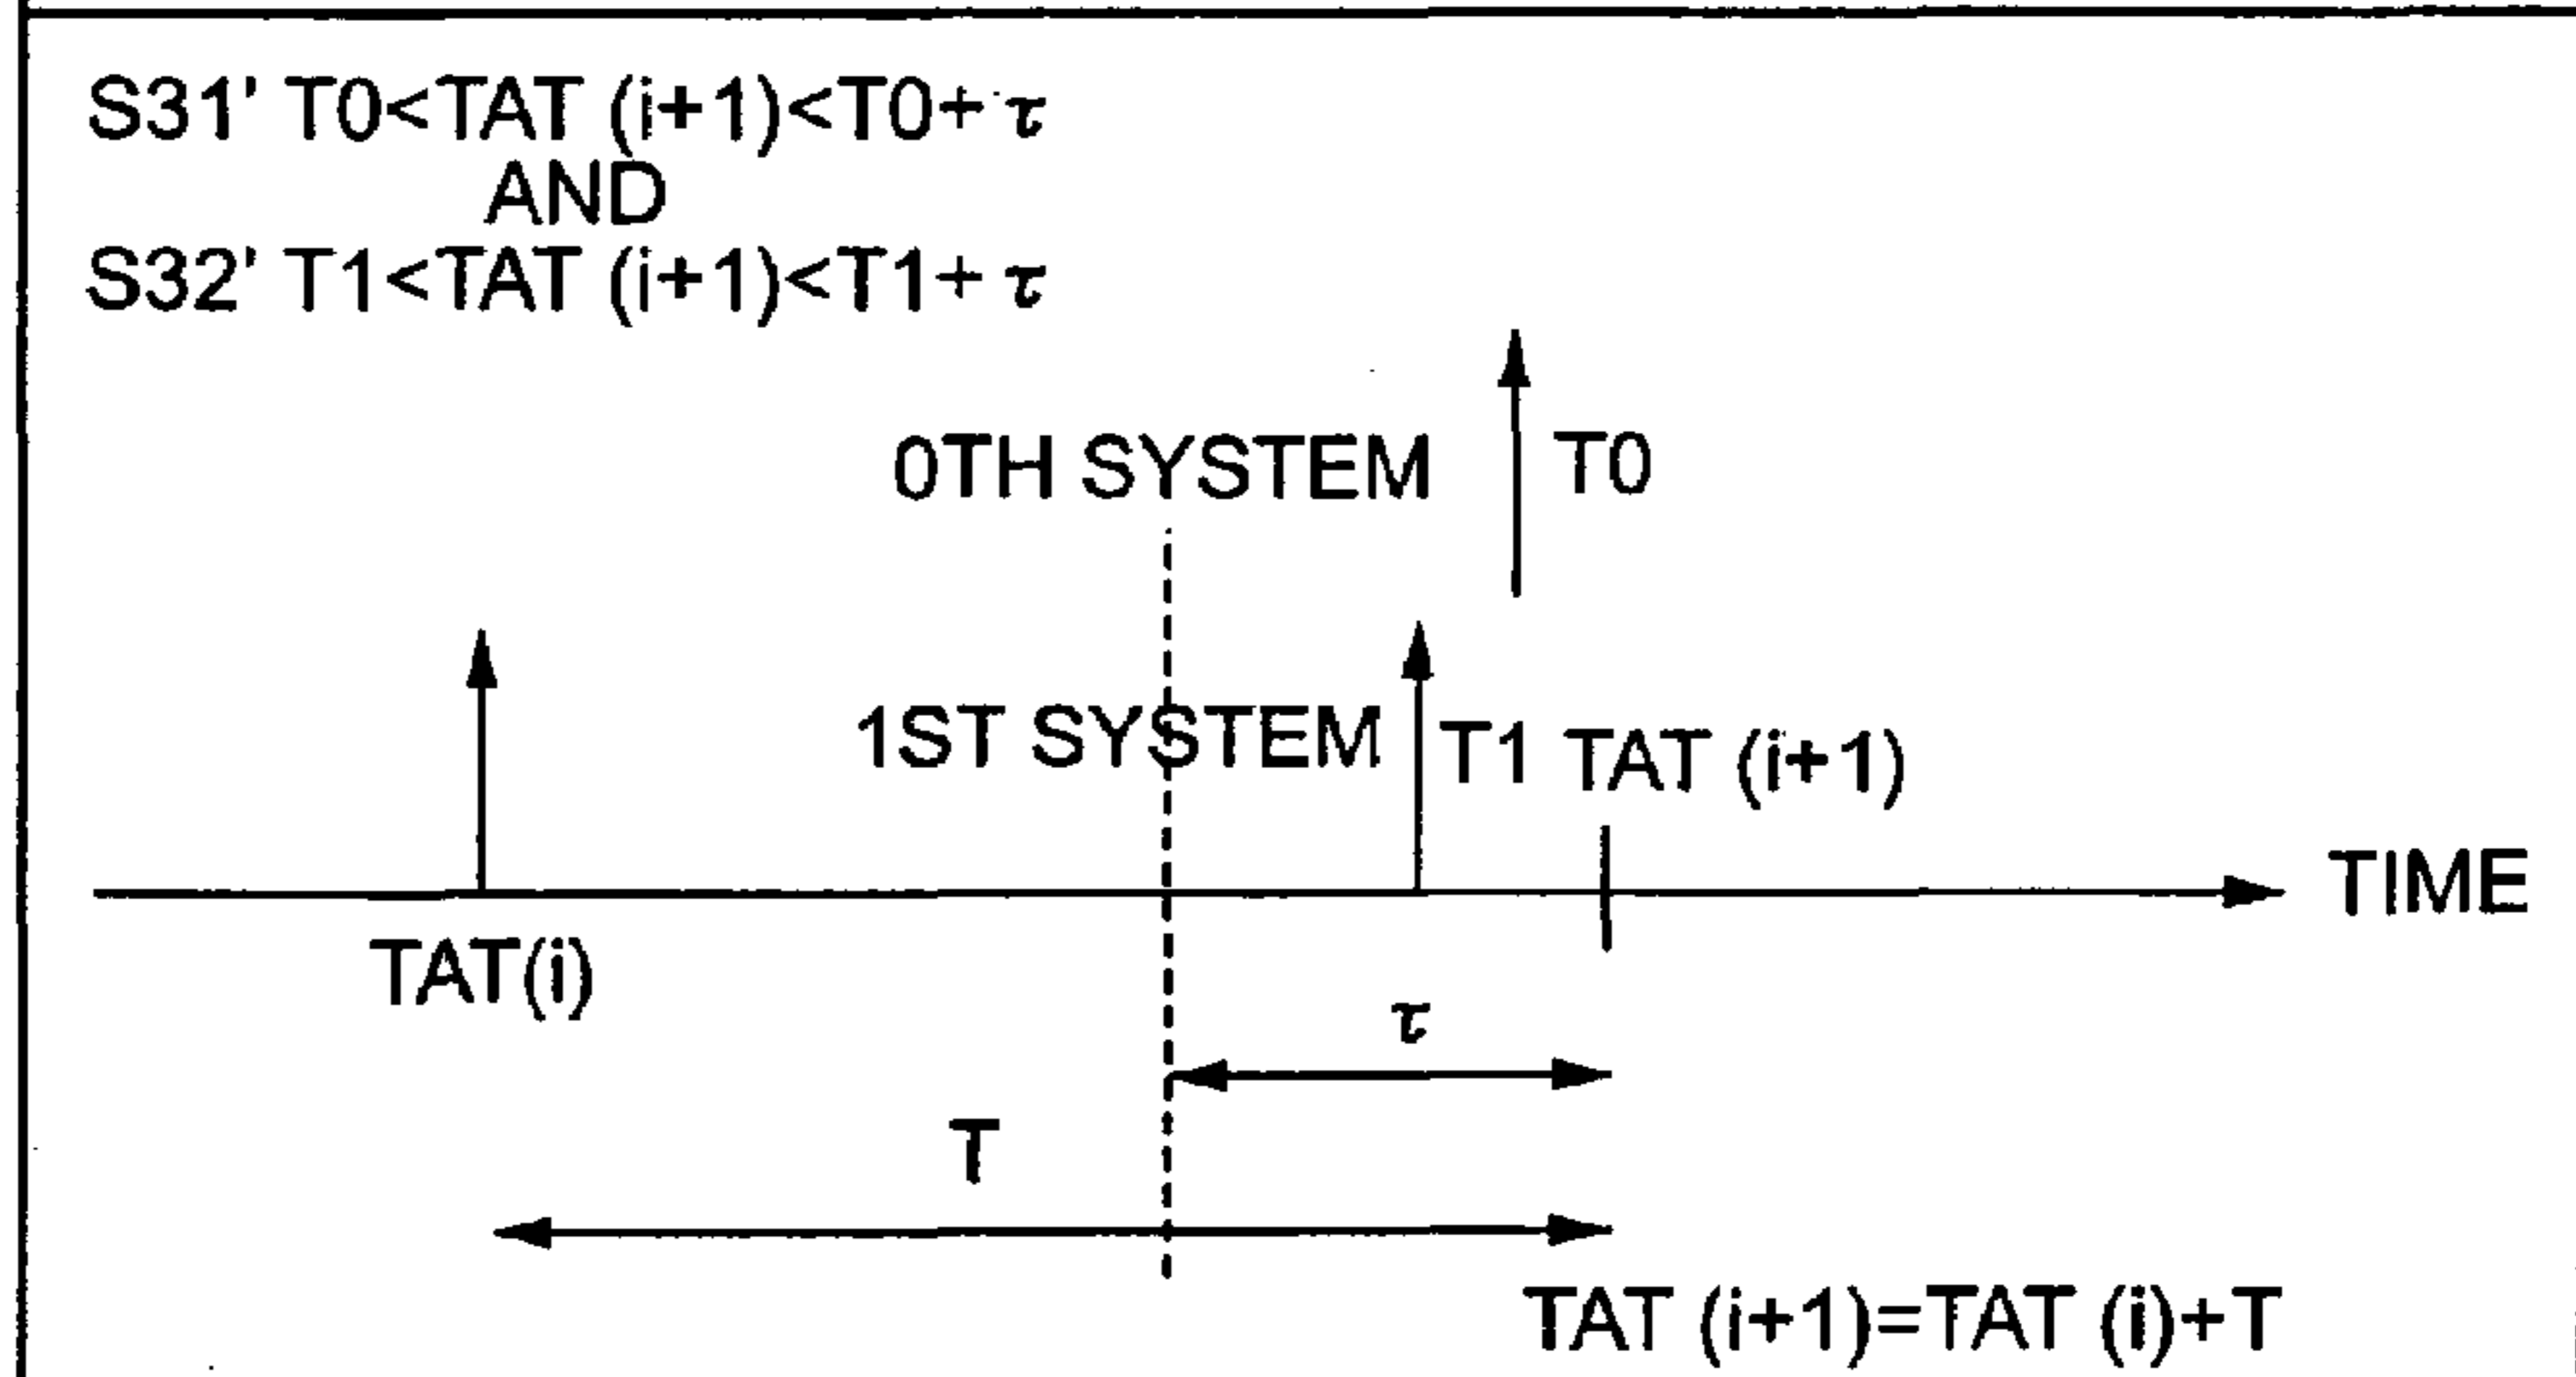 S31' T0<TAT (i+1)<T0+τ
AND
S32' T1<TAT (i+1)<T1+τ
0TH SYSTEM T0
1ST SYSTEM T1 TAT (i+1)
TIME
TAT(i)
τ
T
TAT (i+1)=TAT (i)+T